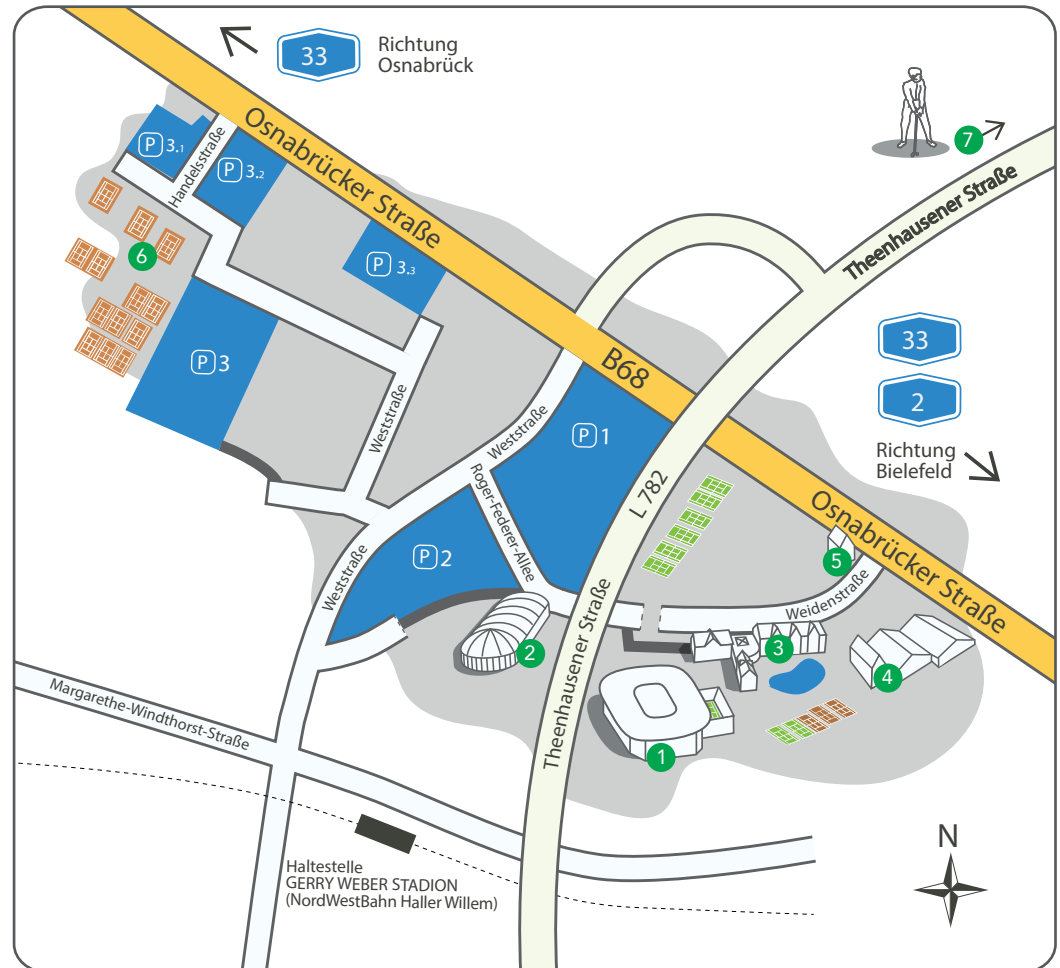 33
Richtung
Osnabrück
7
Osnabrücker Straße
Theenhausener Straße
P 3.1
Handelsstraße
P 3.2
6
P 3.3
33
2
Richtung
Bielefeld
B68
P 3
Weststraße
Weststraße
P 1
Roger-Federer-Allee
L 782
Osnabrücker Straße
P 2
Weststraße
5
Weidenstraße
Theenhausener Straße
2
3
4
1
Margarethe-Windthorst-Straße
Haltestelle
GERRY WEBER STADION
(NordWestBahn Haller Willem)
N